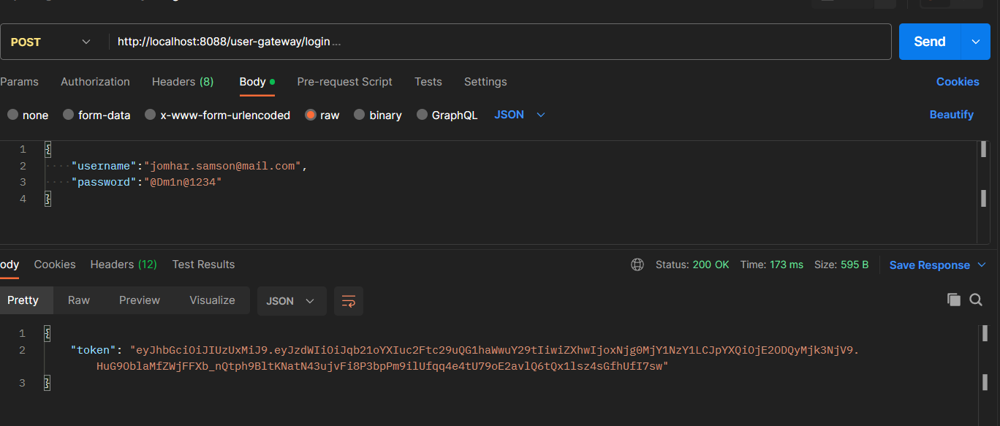 POST http://localhost:8088/user-gateway/login... Send
Params Authorization Headers (8) Body Pre-request Script Tests Settings Cookies
none form-data x-www-form-urlencoded raw binary GraphQL JSON Beautify
1 {
2 "username":"jomhar.samson@mail.com",
3 "password":"@Dm1n@1234"
4 }
ody Cookies Headers (12) Test Results Status: 200 OK Time: 173 ms Size: 595 B Save Response
Pretty Raw Preview Visualize JSON
1 {
2 "token": "eyJhbGciOiJIUzUxMiJ9.eyJzdWIiOiJqb21oYXIuc2Ftc29uQG1haWwuY29tIiwiZXhwIjoxNjg0MjY1NzY1LCJpYXQiOjE2ODQyMjk3NjV9.
HuG9OblaMfZWjFFXb_nQtph9BltKNatN43ujvFi8P3bpPm9ilUfqq4e4tU79oE2avlQ6tQx1lsz4sGfhUfI7sw"
3 }